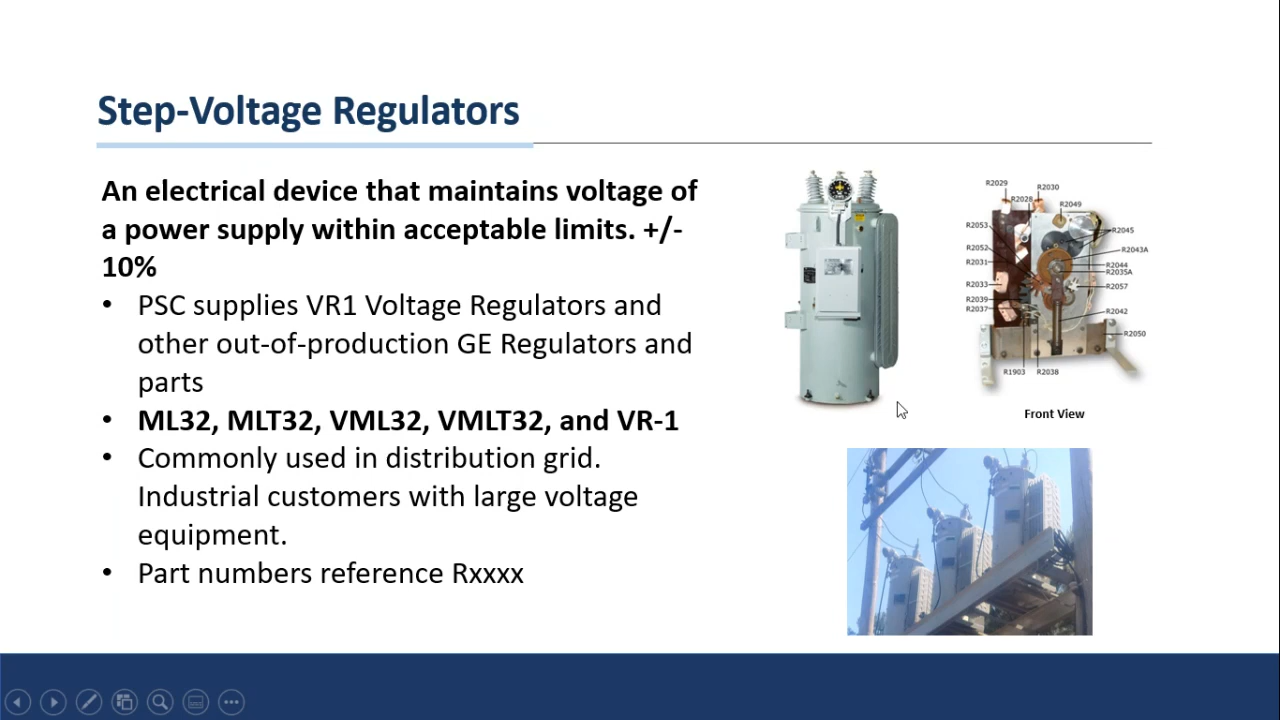 Step-Voltage Regulators
An electrical device that maintains voltage of
a power supply within acceptable limits. +/-
10%
• PSC supplies VR1 Voltage Regulators and
other out-of-production GE Regulators and
parts
• ML32, MLT32, VML32, VMLT32, and VR-1
• Commonly used in distribution grid.
Industrial customers with large voltage
equipment.
• Part numbers reference Rxxxx
R2029
R2030
R2028
R2049
R2053
R2045
R2052
R2043A
R2031
R2044
R2035A
R2033
R2057
R2039
R2037
R2042
R2050
R1903
R2038
Front View